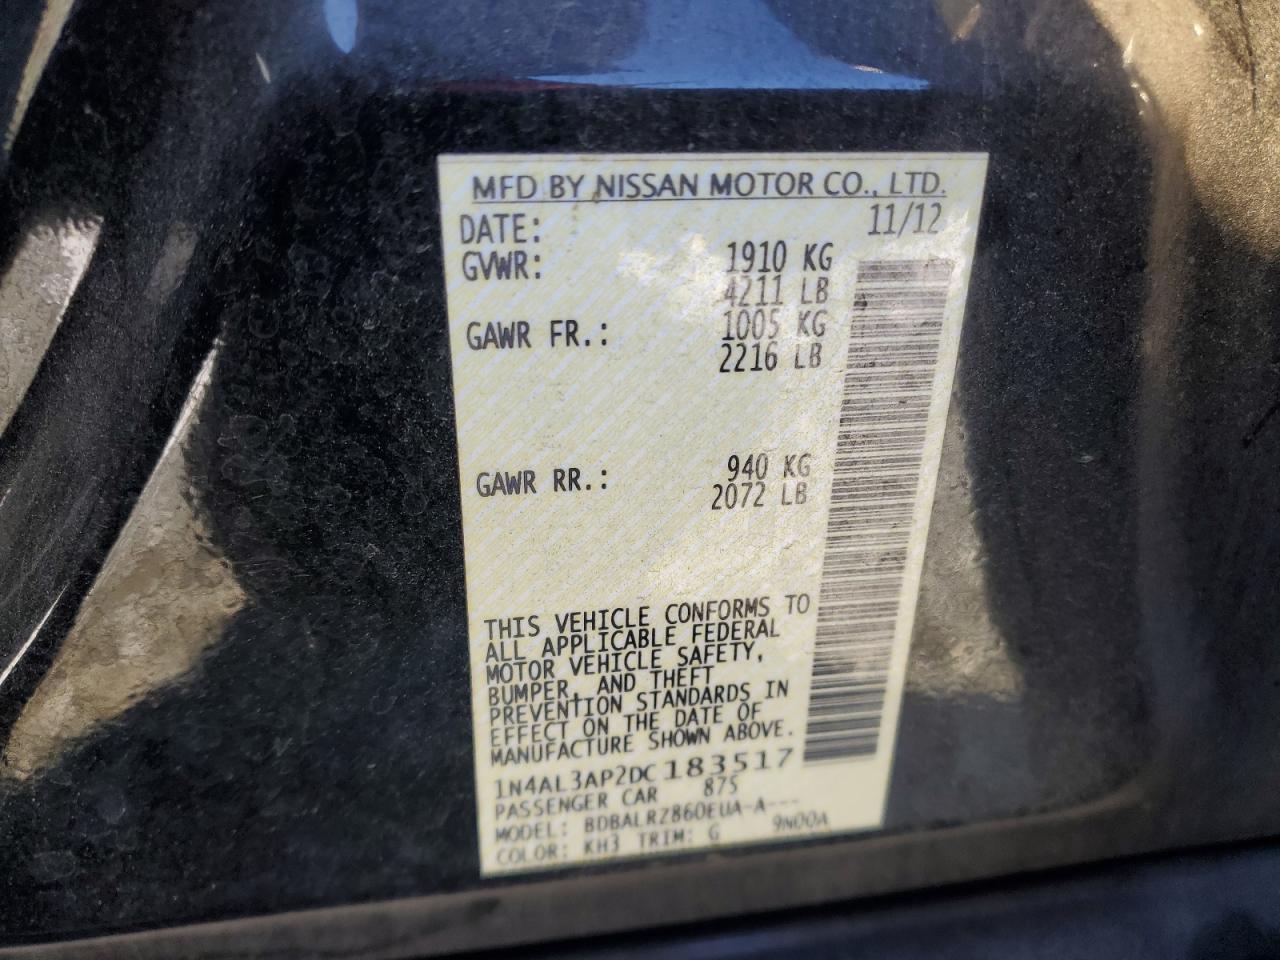 MFD BY NISSAN MOTOR CO., LTD.
DATE: 11/12
GVWR: 1910 KG
4211 LB
GAWR FR.: 1005 KG
2216 LB
GAWR RR.: 940 KG
2072 LB
THIS VEHICLE CONFORMS TO
ALL APPLICABLE FEDERAL
MOTOR VEHICLE SAFETY,
BUMPER, AND THEFT
PREVENTION STANDARDS IN
EFFECT ON THE DATE OF
MANUFACTURE SHOWN ABOVE.
1N4AL3AP2DC183517
PASSENGER CAR 875
MODEL: BDBALRZ860EUA-A---
COLOR: KH3 TRIM: G 9N00A